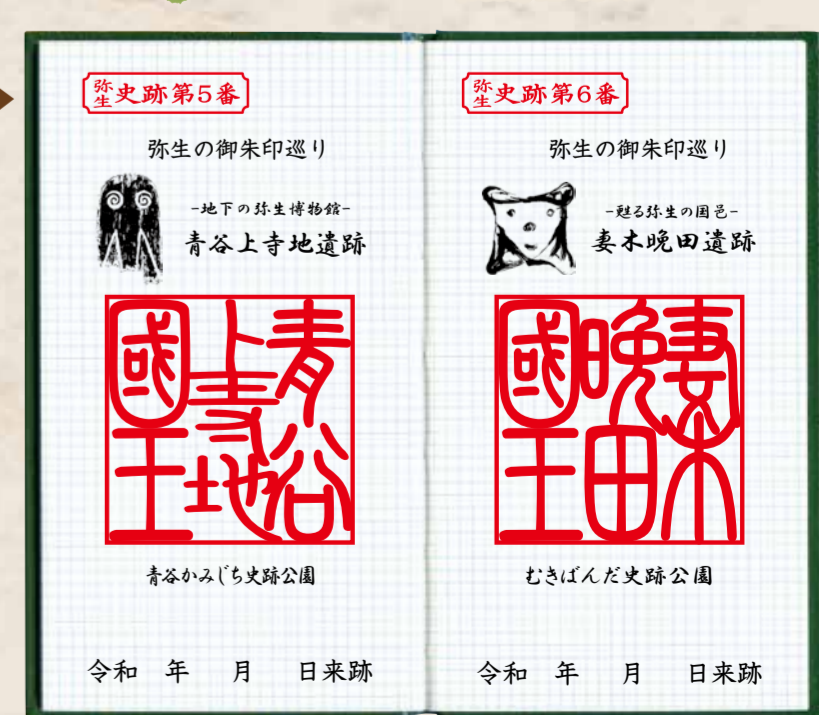 弥生史跡第5番
弥生の御朱印巡り
-地下の弥生博物館-
青谷上寺地遺跡
青谷
上寺地
國王
青谷かみじち史跡公園
令和 年 月 日来跡
弥生史跡第6番
弥生の御朱印巡り
-甦る弥生の国邑-
妻木晩田遺跡
妻木
晩田
國王
むきばんだ史跡公園
令和 年 月 日来跡